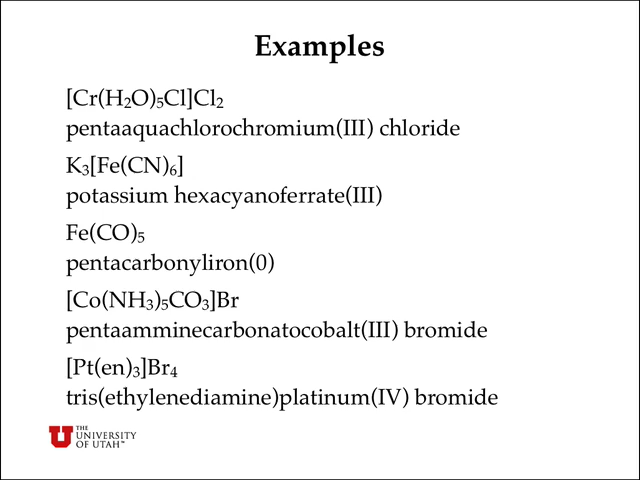 Examples
[Cr(H₂O)₅Cl]Cl₂
pentaaquachlorochromium(III) chloride
K₃[Fe(CN)₆]
potassium hexacyanoferrate(III)
Fe(CO)₅
pentacarbonyliron(0)
[Co(NH₃)₅CO₃]Br
pentaamminecarbonatocobalt(III) bromide
[Pt(en)₃]Br₄
tris(ethylenediamine)platinum(IV) bromide
U THE
UNIVERSITY
OF UTAH™